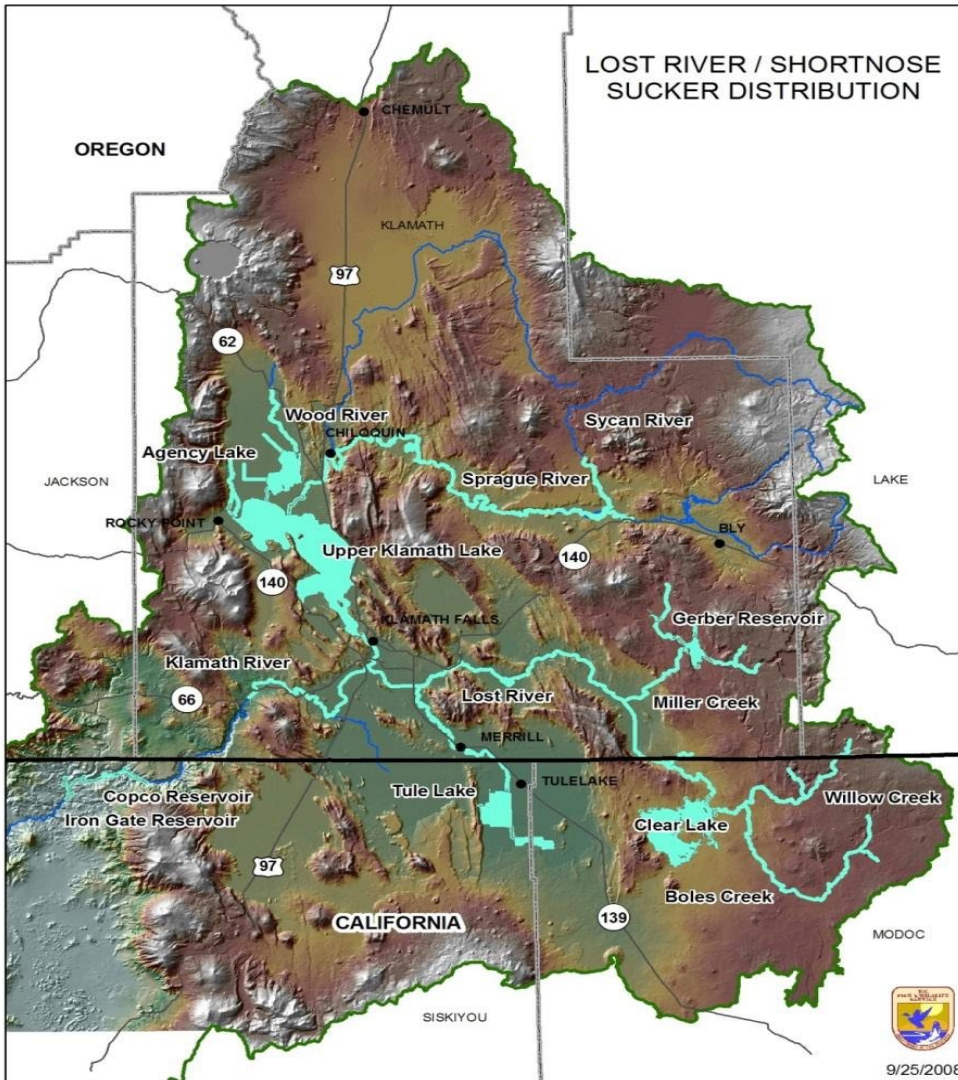 LOST RIVER / SHORTNOSE
SUCKER DISTRIBUTION
CHEMULT
OREGON
KLAMATH
97
62
Wood River
Sycan River
CHILOQUIN
Agency Lake
Sprague River
JACKSON
LAKE
ROCKY POINT
BLY
Upper Klamath Lake
140
140
Gerber Reservoir
KLAMATH FALLS
Klamath River
Lost River
66
Miller Creek
MERRILL
TULELAKE
Tule Lake
Copco Reservoir
Willow Creek
Iron Gate Reservoir
Clear Lake
97
Boles Creek
CALIFORNIA
139
MODOC
SISKIYOU
9/25/2008